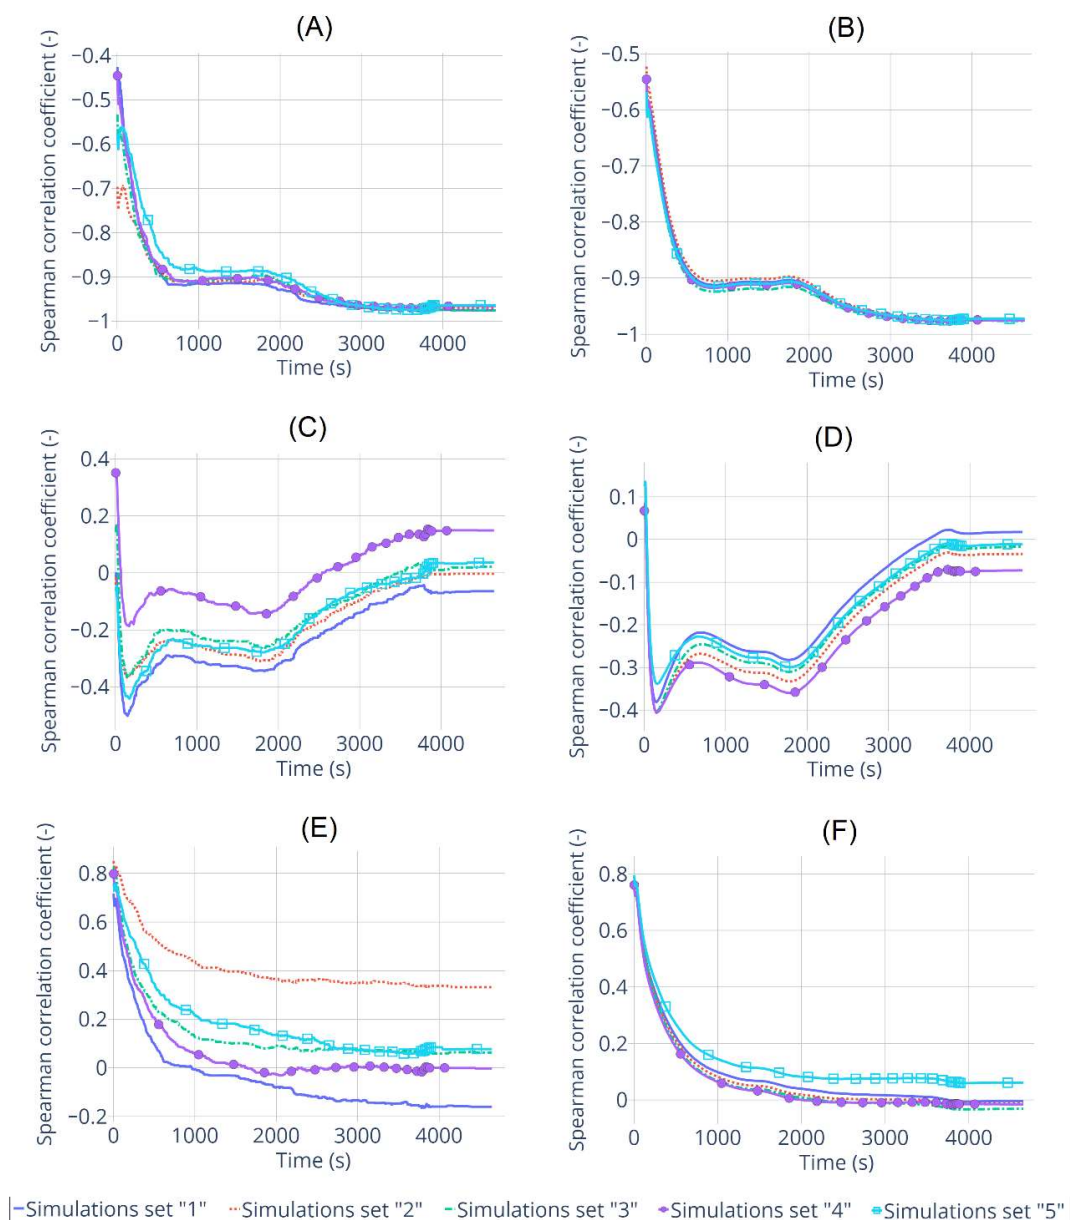 (A)
Spearman correlation coefficient (-)
−0.4
−0.5
−0.6
−0.7
−0.8
−0.9
−1
0 1000 2000 3000 4000
Time (s)
(B)
Spearman correlation coefficient (-)
−0.5
−0.6
−0.7
−0.8
−0.9
−1
0 1000 2000 3000 4000
Time (s)
(C)
Spearman correlation coefficient (-)
0.4
0.2
0
−0.2
−0.4
0 1000 2000 3000 4000
Time (s)
(D)
Spearman correlation coefficient (-)
0.1
0
−0.1
−0.2
−0.3
−0.4
0 1000 2000 3000 4000
Time (s)
(E)
Spearman correlation coefficient (-)
0.8
0.6
0.4
0.2
0
−0.2
0 1000 2000 3000 4000
Time (s)
(F)
Spearman correlation coefficient (-)
0.8
0.6
0.4
0.2
0
0 1000 2000 3000 4000
Time (s)
Simulations set "1" Simulations set "2" Simulations set "3" Simulations set "4" Simulations set "5"